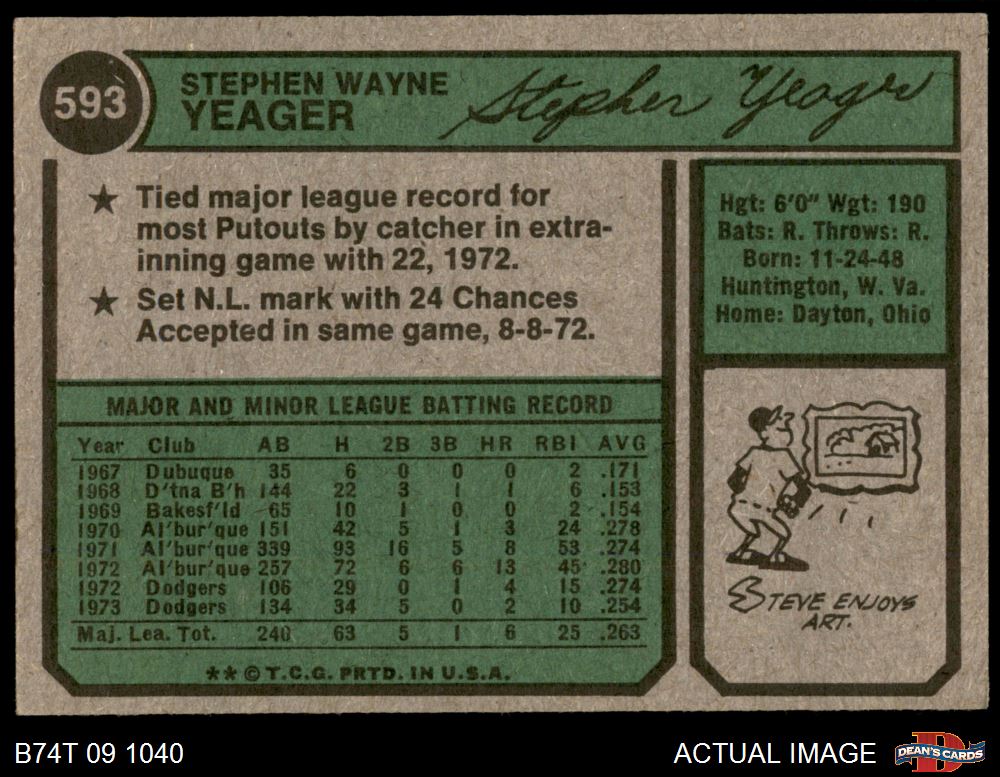 593
STEPHEN WAYNE
YEAGER
Stephen Yeager
★ Tied major league record for
most Putouts by catcher in extra-
inning game with 22, 1972.
★ Set N.L. mark with 24 Chances
Accepted in same game, 8-8-72.
Hgt: 6'0" Wgt: 190
Bats: R. Throws: R.
Born: 11-24-48
Huntington, W. Va.
Home: Dayton, Ohio
MAJOR AND MINOR LEAGUE BATTING RECORD
Year Club AB H 2B 3B HR RBI AVG
1967 Dubuque 35 6 0 0 0 2 .171
1968 D'tna B'h 144 22 3 1 1 6 .153
1969 Bakesf'ld 65 10 1 0 0 2 .154
1970 Al'bur'que 151 42 5 1 3 24 .278
1971 Al'bur'que 339 93 16 5 8 53 .274
1972 Al'bur'que 257 72 6 6 13 45 .280
1972 Dodgers 106 29 0 1 4 15 .274
1973 Dodgers 134 34 5 0 2 10 .254
Maj. Lea. Tot. 240 63 5 1 6 25 .263
** © T.C.G. PRTD. IN U.S.A.
STEVE ENJOYS
ART.
B74T 09 1040
ACTUAL IMAGE
D
DEAN'S CARDS